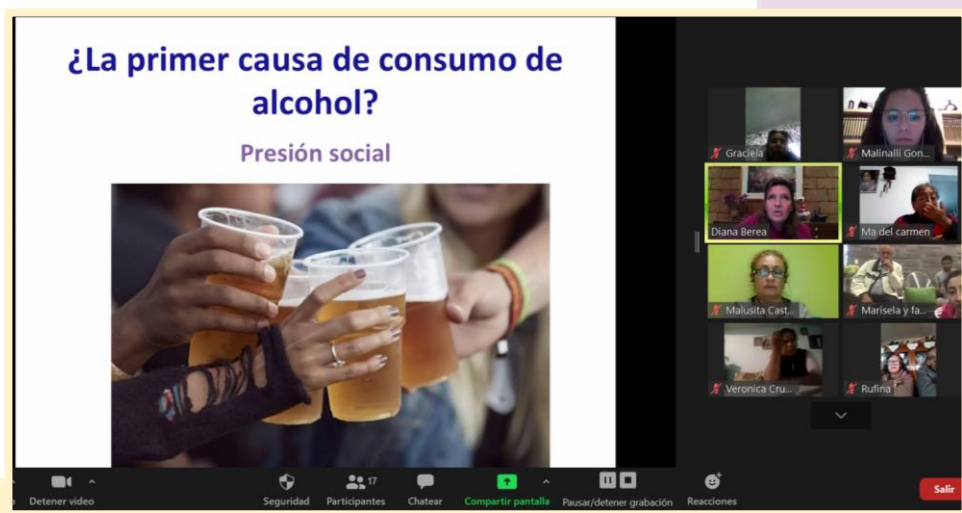 ¿La primer causa de consumo de
alcohol?
Presión social
Graciela
Malinalli Gon...
Diana Berea
Ma del carmen
Malusita Cast...
Marisela y fa...
Veronica Cru...
Rufina
Detener video
Seguridad
17
Participantes
Chatear
Compartir pantalla
Pausar/detener grabación
Reacciones
Salir